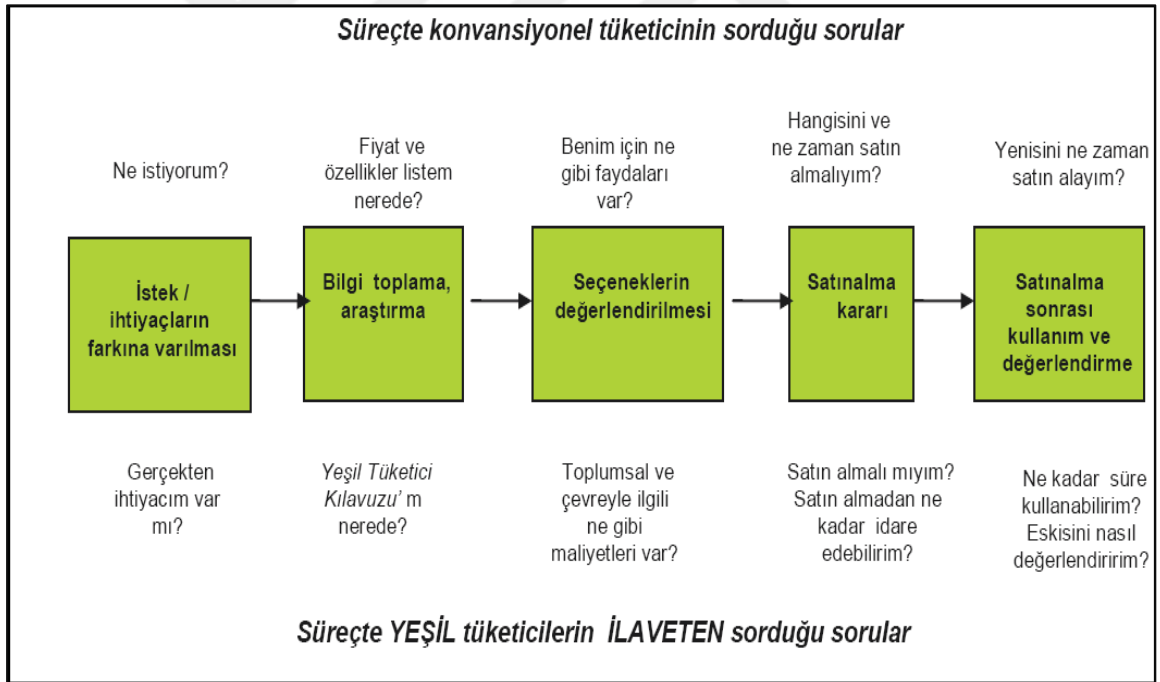 Süreçte konvansiyonel tüketicinin sorduğu sorular
Ne istiyorum?
Fiyat ve
özellikler listem
nerede?
Benim için ne
gibi faydaları
var?
Hangisini ve
ne zaman satın
almalıyım?
Yenisini ne zaman
satın alayım?
İstek /
ihtiyaçların
farkına varılması
Bilgi toplama,
araştırma
Seçeneklerin
değerlendirilmesi
Satınalma
kararı
Satınalma
sonrası
kullanım ve
değerlendirme
Gerçekten
ihtiyacım var
mı?
Yeşil Tüketici
Kılavuzu' m
nerede?
Toplumsal ve
çevreyle ilgili
ne gibi
maliyetleri var?
Satın almalı mıyım?
Satın almadan ne
kadar idare
edebilirim?
Ne kadar süre
kullanabilirim?
Eskisini nasıl
değerlendiririm?
Süreçte YEŞİL tüketicilerin İLAVETEN sorduğu sorular